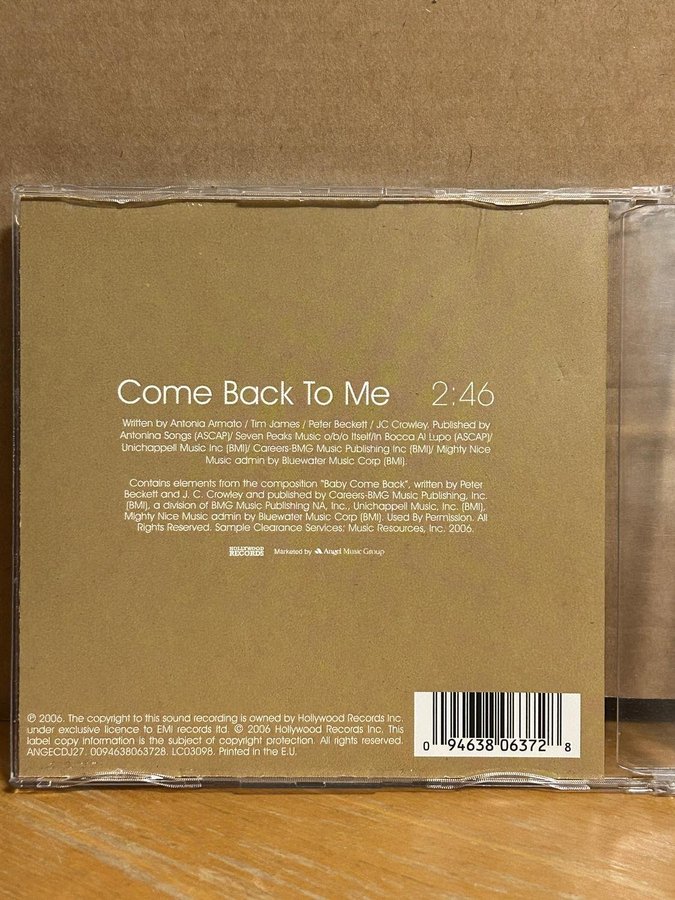 Come Back To Me 2:46
Written by Antonia Armato / Tim James / Peter Beckett / JC Crowley. Published by
Antonina Songs (ASCAP)/ Seven Peaks Music o/b/o Itself/In Bocca Al Lupo (ASCAP)/
Unichappell Music Inc (BMI)/ Careers-BMG Music Publishing Inc (BMI)/ Mighty Nice
Music admin by Bluewater Music Corp (BMI).
Contains elements from the composition "Baby Come Back", written by Peter
Beckett and J. C. Crowley and published by Careers-BMG Music Publishing, Inc.
(BMI), a division of BMG Music Publishing NA, Inc., Unichappell Music, Inc. (BMI),
Mighty Nice Music admin by Bluewater Music Corp (BMI). Used By Permission. All
Rights Reserved. Sample Clearance Services; Music Resources, Inc. 2006.
HOLLYWOOD RECORDS Marketed by Angel Music Group
℗ 2006. The copyright to this sound recording is owned by Hollywood Records Inc.
under exclusive licence to EMI records ltd. © 2006 Hollywood Records Inc. This
label copy information is the subject of copyright protection. All rights reserved.
ANGECDJ27. 0094638063728. LC03098. Printed in the E.U.
0 94638 06372 8